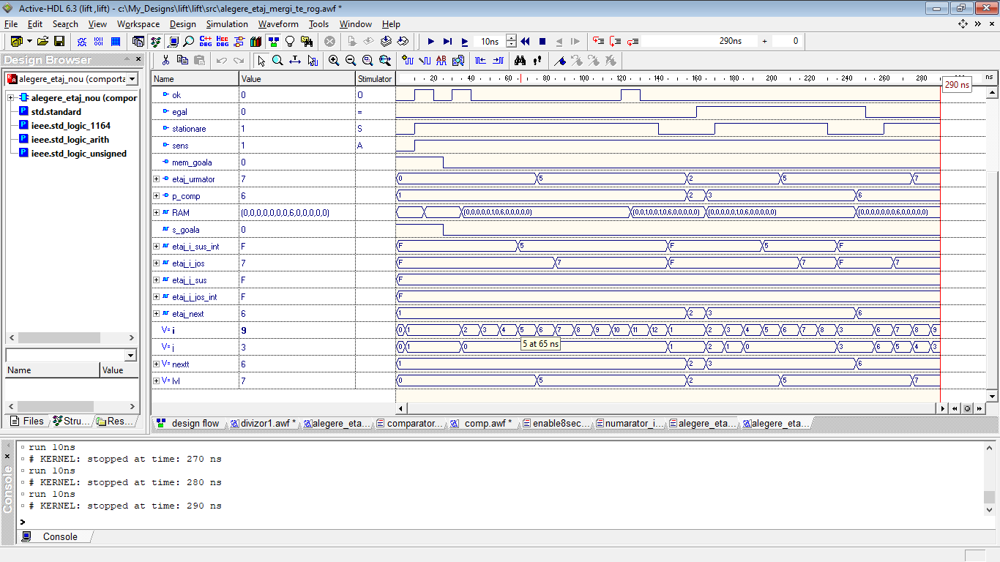 Active-HDL 6.3 (lift ,lift) - c:\My_Designs\lift\lift\src\alegere_etaj_mergi_te_rog.awf *
File Edit Search View Workspace Design Simulation Waveform Tools Window Help
10ns 290ns + 0
Design Browser
alegere_etaj_nou (comporta
alegere_etaj_nou (compor
std.standard
ieee.std_logic_1164
ieee.std_logic_arith
ieee.std_logic_unsigned
Name Value
Files Stru... Res...
Name Value Stimulator 20 40 60 80 100 120 140 160 180 200 220 240 260 280 ns
290 ns
ok 0 0
egal 0 =
stationare 1 S
sens 1 A
mem_goala 0
etaj_urmator 7 0 5 2 5 7
p_comp 6 1 2 3 6
RAM (0,0,0,0,0,0,0,6,0,0,0,0,0) (0,0,0,0,0,1,0,6,0,0,0,0,0) (0,0,1,0,0,1,0,6,0,0,0,0,0) (0,0,0,0,0,1,0,6,0,0,0,0,0) (0,0,0,0,0,0,0,6,0,0,0,0,0)
s_goala 0
etaj_i_sus_int F F 5 F 5 F
etaj_i_jos 7 F 7 F 7 F 7
etaj_i_sus F F
etaj_i_jos_int F F
etaj_next 6 1 2 3 6
V= i 9 0 1 2 3 4 5 6 7 8 9 10 11 12 1 2 3 4 5 6 7 8 3 6 7 8 9
5 at 65 ns
V= j 3 0 1 0 1 2 1 0 3 6 5 4 3
V= nextt 6 1 2 3 6
V= lvl 7 0 5 2 5 7
design flow divizor1.awf * alegere_eta... comparator... comp.awf * enable8sec... numarator_i... alegere_eta... alegere_eta...
run 10ns
# KERNEL: stopped at time: 270 ns
run 10ns
# KERNEL: stopped at time: 280 ns
run 10ns
# KERNEL: stopped at time: 290 ns
>
Console
Console